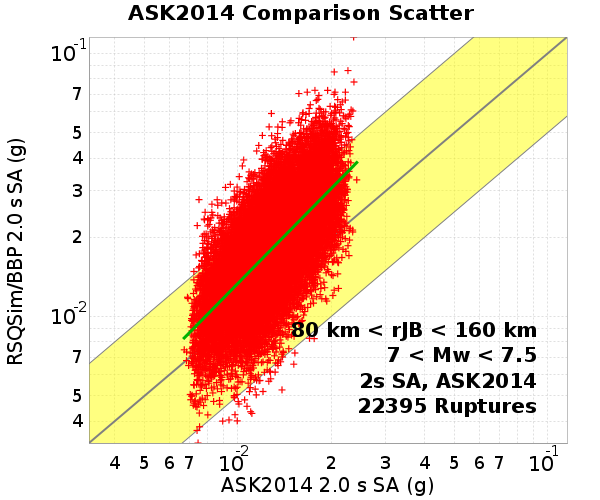 ASK2014 Comparison Scatter
RSQSim/BBP 2.0 s SA (g)
10⁻¹
7
5
4
3
2
10⁻²
7
5
4
80 km < rJB < 160 km
7 < Mw < 7.5
2s SA, ASK2014
22395 Ruptures
4 5 6 7 10⁻² 2 3 4 5 6 7 10⁻¹
ASK2014 2.0 s SA (g)